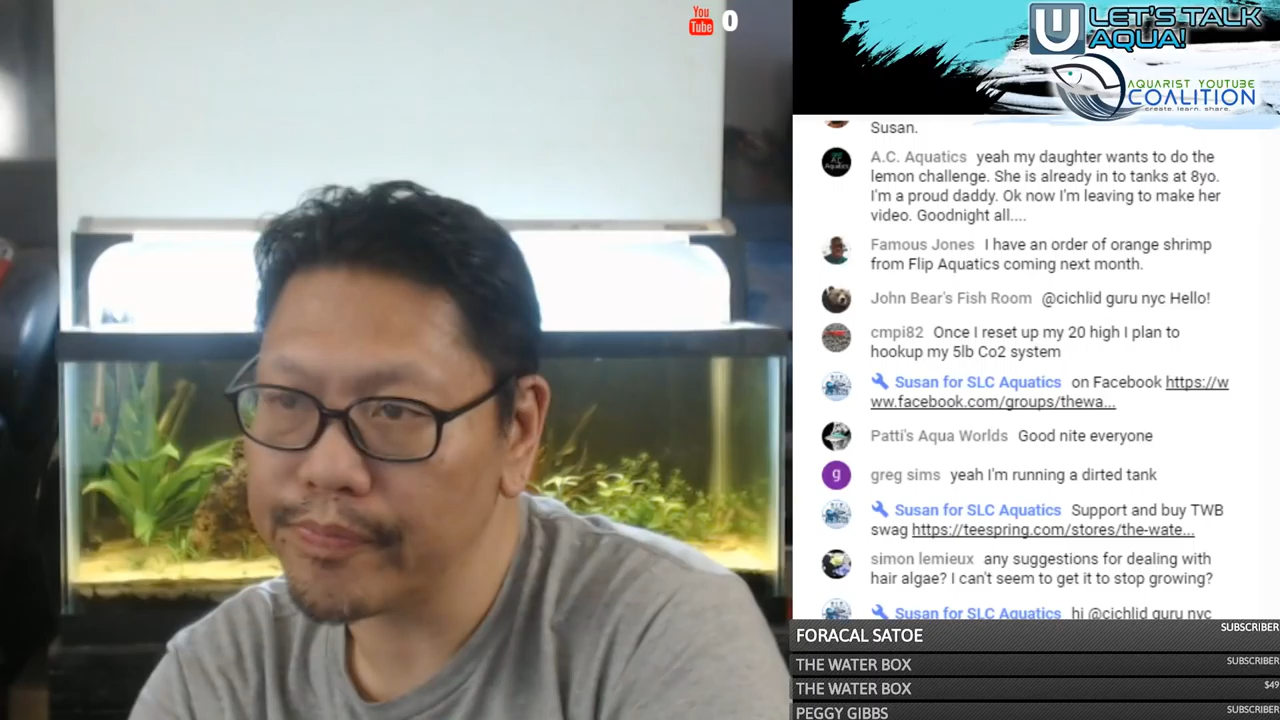 You
Tube
0
LET'S TALK
AQUA!
AQUARIST YOUTUBE
COALITION
create. learn. share.
Susan.
A.C. Aquatics yeah my daughter wants to do the
lemon challenge. She is already in to tanks at 8yo.
I'm a proud daddy. Ok now I'm leaving to make her
video. Goodnight all....
Famous Jones I have an order of orange shrimp
from Flip Aquatics coming next month.
John Bear's Fish Room @cichlid guru nyc Hello!
cmpi82 Once I reset up my 20 high I plan to
hookup my 5lb Co2 system
Susan for SLC Aquatics on Facebook https://w
ww.facebook.com/groups/thewa...
Patti's Aqua Worlds Good nite everyone
g
greg sims yeah I'm running a dirted tank
Susan for SLC Aquatics Support and buy TWB
swag https://teespring.com/stores/the-wate...
simon lemieux any suggestions for dealing with
hair algae? I can't seem to get it to stop growing?
Susan for SLC Aquatics hi @cichlid guru nyc
FORACAL SATOE SUBSCRIBER
THE WATER BOX SUBSCRIBER
THE WATER BOX $49
PEGGY GIBBS SUBSCRIBER